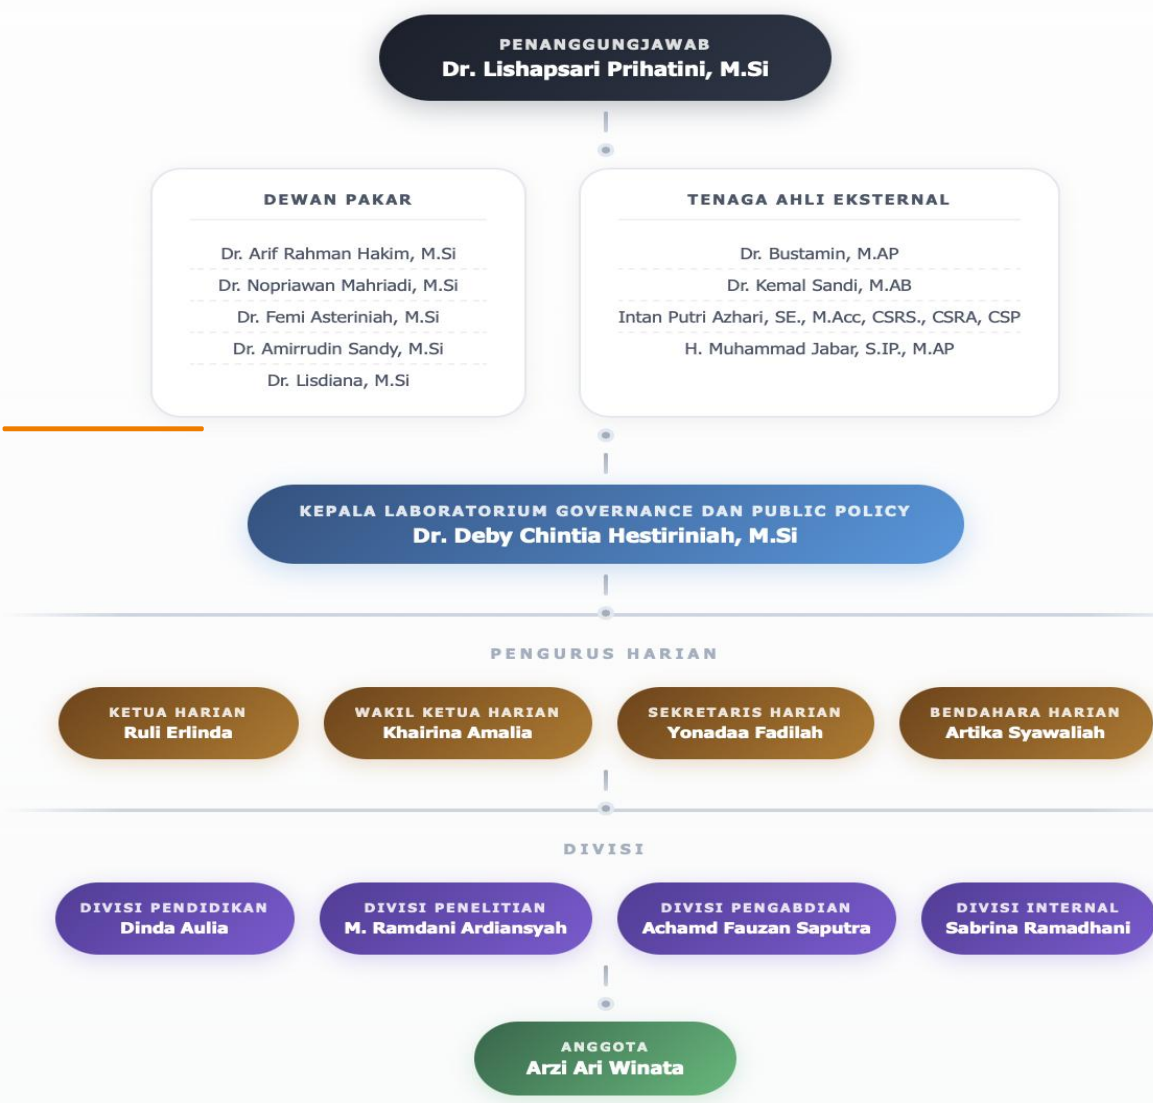 PENANGGUNGJAWAB
Dr. Lishapsari Prihatini, M.Si
DEWAN PAKAR
Dr. Arif Rahman Hakim, M.Si
Dr. Nopriawan Mahriadi, M.Si
Dr. Femi Asteriniah, M.Si
Dr. Amirrudin Sandy, M.Si
Dr. Lisdiana, M.Si
TENAGA AHLI EKSTERNAL
Dr. Bustamin, M.AP
Dr. Kemal Sandi, M.AB
Intan Putri Azhari, SE., M.Acc, CSRS., CSRA, CSP
H. Muhammad Jabar, S.IP., M.AP
KEPALA LABORATORIUM GOVERNANCE DAN PUBLIC POLICY
Dr. Deby Chintia Hestiriniah, M.Si
PENGURUS HARIAN
KETUA HARIAN
Ruli Erlinda
WAKIL KETUA HARIAN
Khairina Amalia
SEKRETARIS HARIAN
Yonadaa Fadilah
BENDAHARA HARIAN
Artika Syawaliah
DIVISI
DIVISI PENDIDIKAN
Dinda Aulia
DIVISI PENELITIAN
M. Ramdani Ardiansyah
DIVISI PENGABDIAN
Achamd Fauzan Saputra
DIVISI INTERNAL
Sabrina Ramadhani
ANGGOTA
Arzi Ari Winata